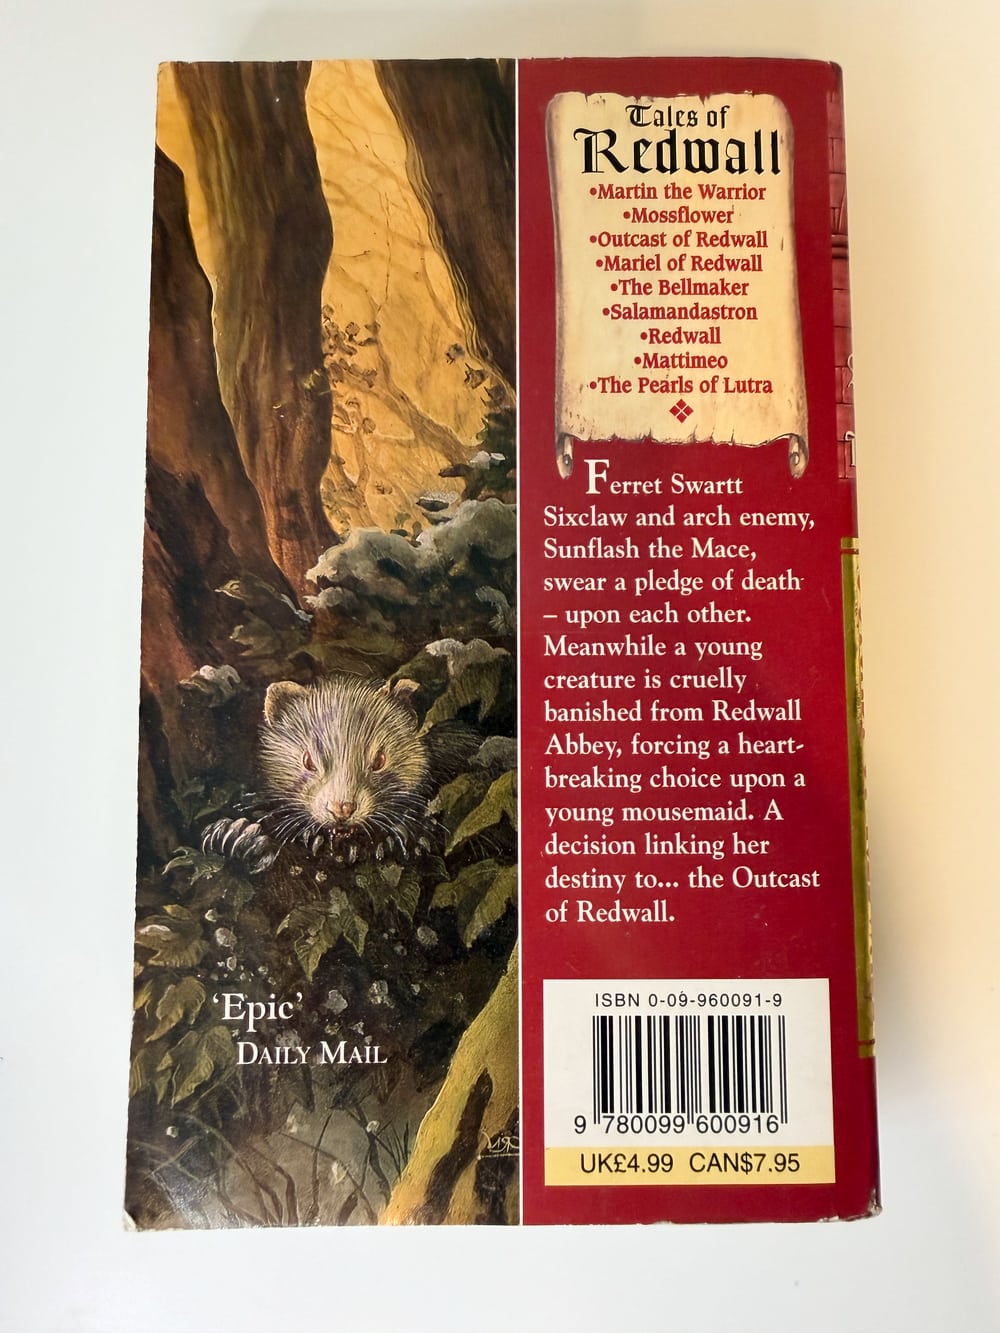 Tales of
Redwall
•Martin the Warrior
•Mossflower
•Outcast of Redwall
•Mariel of Redwall
•The Bellmaker
•Salamandastron
•Redwall
•Mattimeo
•The Pearls of Lutra
Ferret Swartt
Sixclaw and arch enemy,
Sunflash the Mace,
swear a pledge of death
– upon each other.
Meanwhile a young
creature is cruelly
banished from Redwall
Abbey, forcing a heart-
breaking choice upon a
young mousemaid. A
decision linking her
destiny to... the Outcast
of Redwall.
'Epic'
DAILY MAIL
ISBN 0-09-960091-9
9 780099 600916
UK£4.99 CAN$7.95